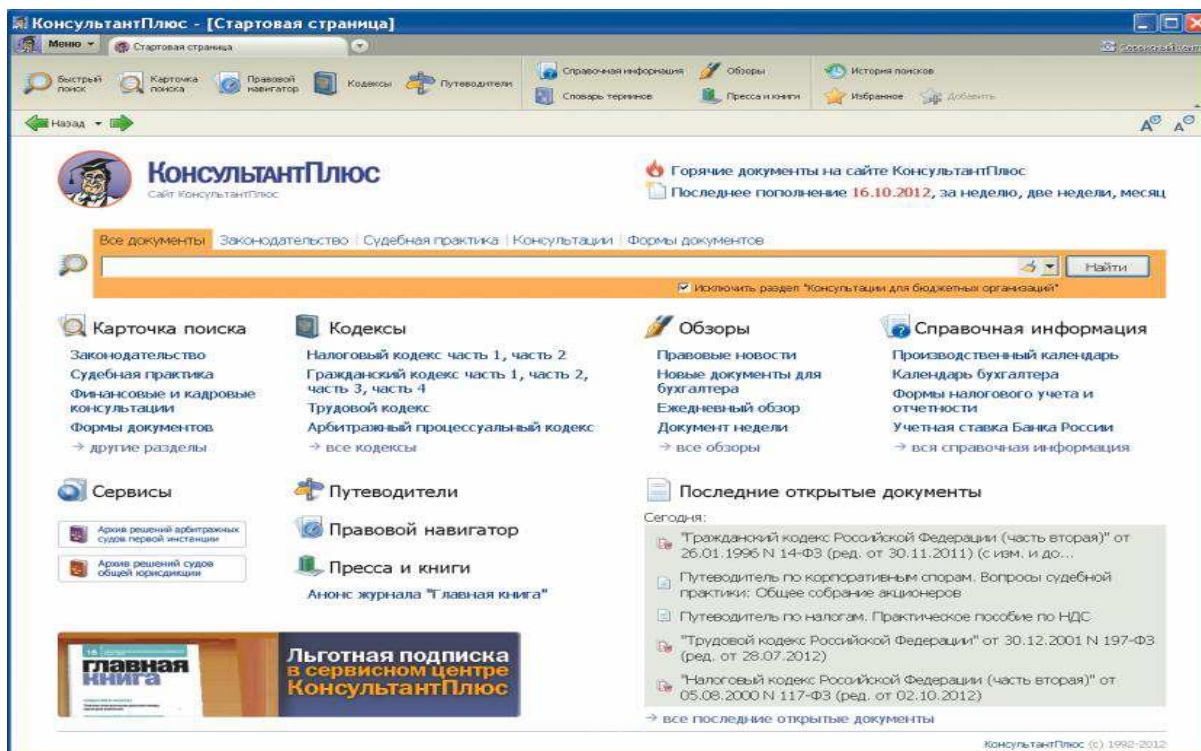 КонсультантПлюс - [Стартовая страница]
Меню
Стартовая страница
Быстрый поиск
Карточка поиска
Правовой навигатор
Кодексы
Путеводители
Справочная информация
Словарь терминов
Обзоры
Пресса и книги
История поисков
Избранное
Добавить
Назад
КонсультантПлюс
Сайт КонсультантПлюс
Горячие документы на сайте КонсультантПлюс
Последнее пополнение 16.10.2012, за неделю, две недели, месяц
Все документы Законодательство Судебная практика Консультации Формы документов
Найти
Исключить раздел "Консультации для бюджетных организаций"
Карточка поиска
Законодательство
Судебная практика
Финансовые и кадровые
консультации
Формы документов
→ другие разделы
Кодексы
Налоговый кодекс часть 1, часть 2
Гражданский кодекс часть 1, часть 2,
часть 3, часть 4
Трудовой кодекс
Арбитражный процессуальный кодекс
→ все кодексы
Обзоры
Правовые новости
Новые документы для
бухгалтера
Ежедневный обзор
Документ недели
→ все обзоры
Справочная информация
Производственный календарь
Календарь бухгалтера
Формы налогового учета и
отчетности
Учетная ставка Банка России
→ вся справочная информация
Сервисы
Архив решений арбитражных
судов первой инстанции
Архив решений судов
общей юрисдикции
Путеводители
Правовой навигатор
Пресса и книги
Анонс журнала "Главная книга"
Последние открытые документы
Сегодня:
"Гражданский кодекс Российской Федерации (часть вторая)" от
26.01.1996 N 14-ФЗ (ред. от 30.11.2011) (с изм. и до...
Путеводитель по корпоративным спорам. Вопросы судебной
практики: Общее собрание акционеров
Путеводитель по налогам. Практическое пособие по НДС
"Трудовой кодекс Российской Федерации" от 30.12.2001 N 197-ФЗ
(ред. от 28.07.2012)
"Налоговый кодекс Российской Федерации (часть вторая)" от
05.08.2000 N 117-ФЗ (ред. от 02.10.2012)
→ все последние открытые документы
главная
книга
Льготная подписка
в сервисном центре
КонсультантПлюс
КонсультантПлюс (c) 1992-2012